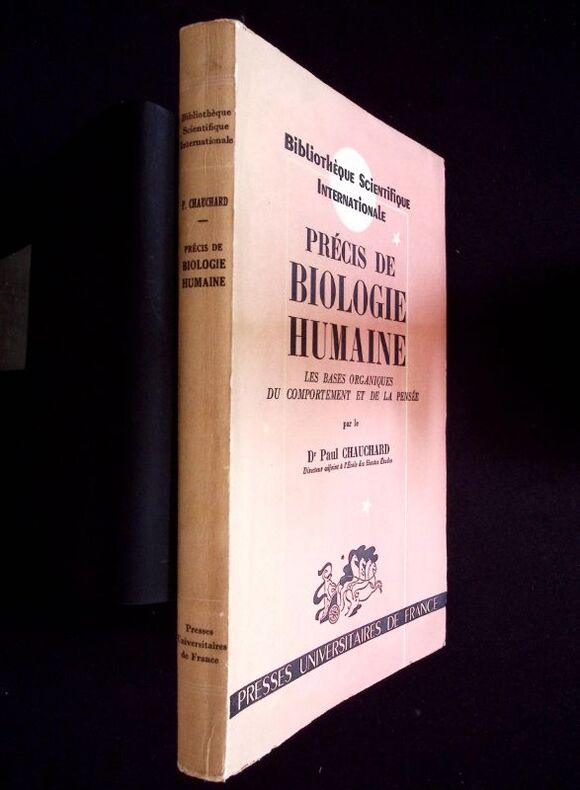 Bibliothèque
Scientifique
Internationale
P. CHAUCHARD
PRÉCIS DE
BIOLOGIE
HUMAINE
Presses
Universitaires
de France
Bibliothèque Scientifique
Internationale
PRÉCIS DE
BIOLOGIE
HUMAINE
LES BASES ORGANIQUES
DU COMPORTEMENT ET DE LA PENSÉE
par le
Dr Paul CHAUCHARD
Directeur adjoint à l'École des Hautes Études
PRESSES UNIVERSITAIRES DE FRANCE